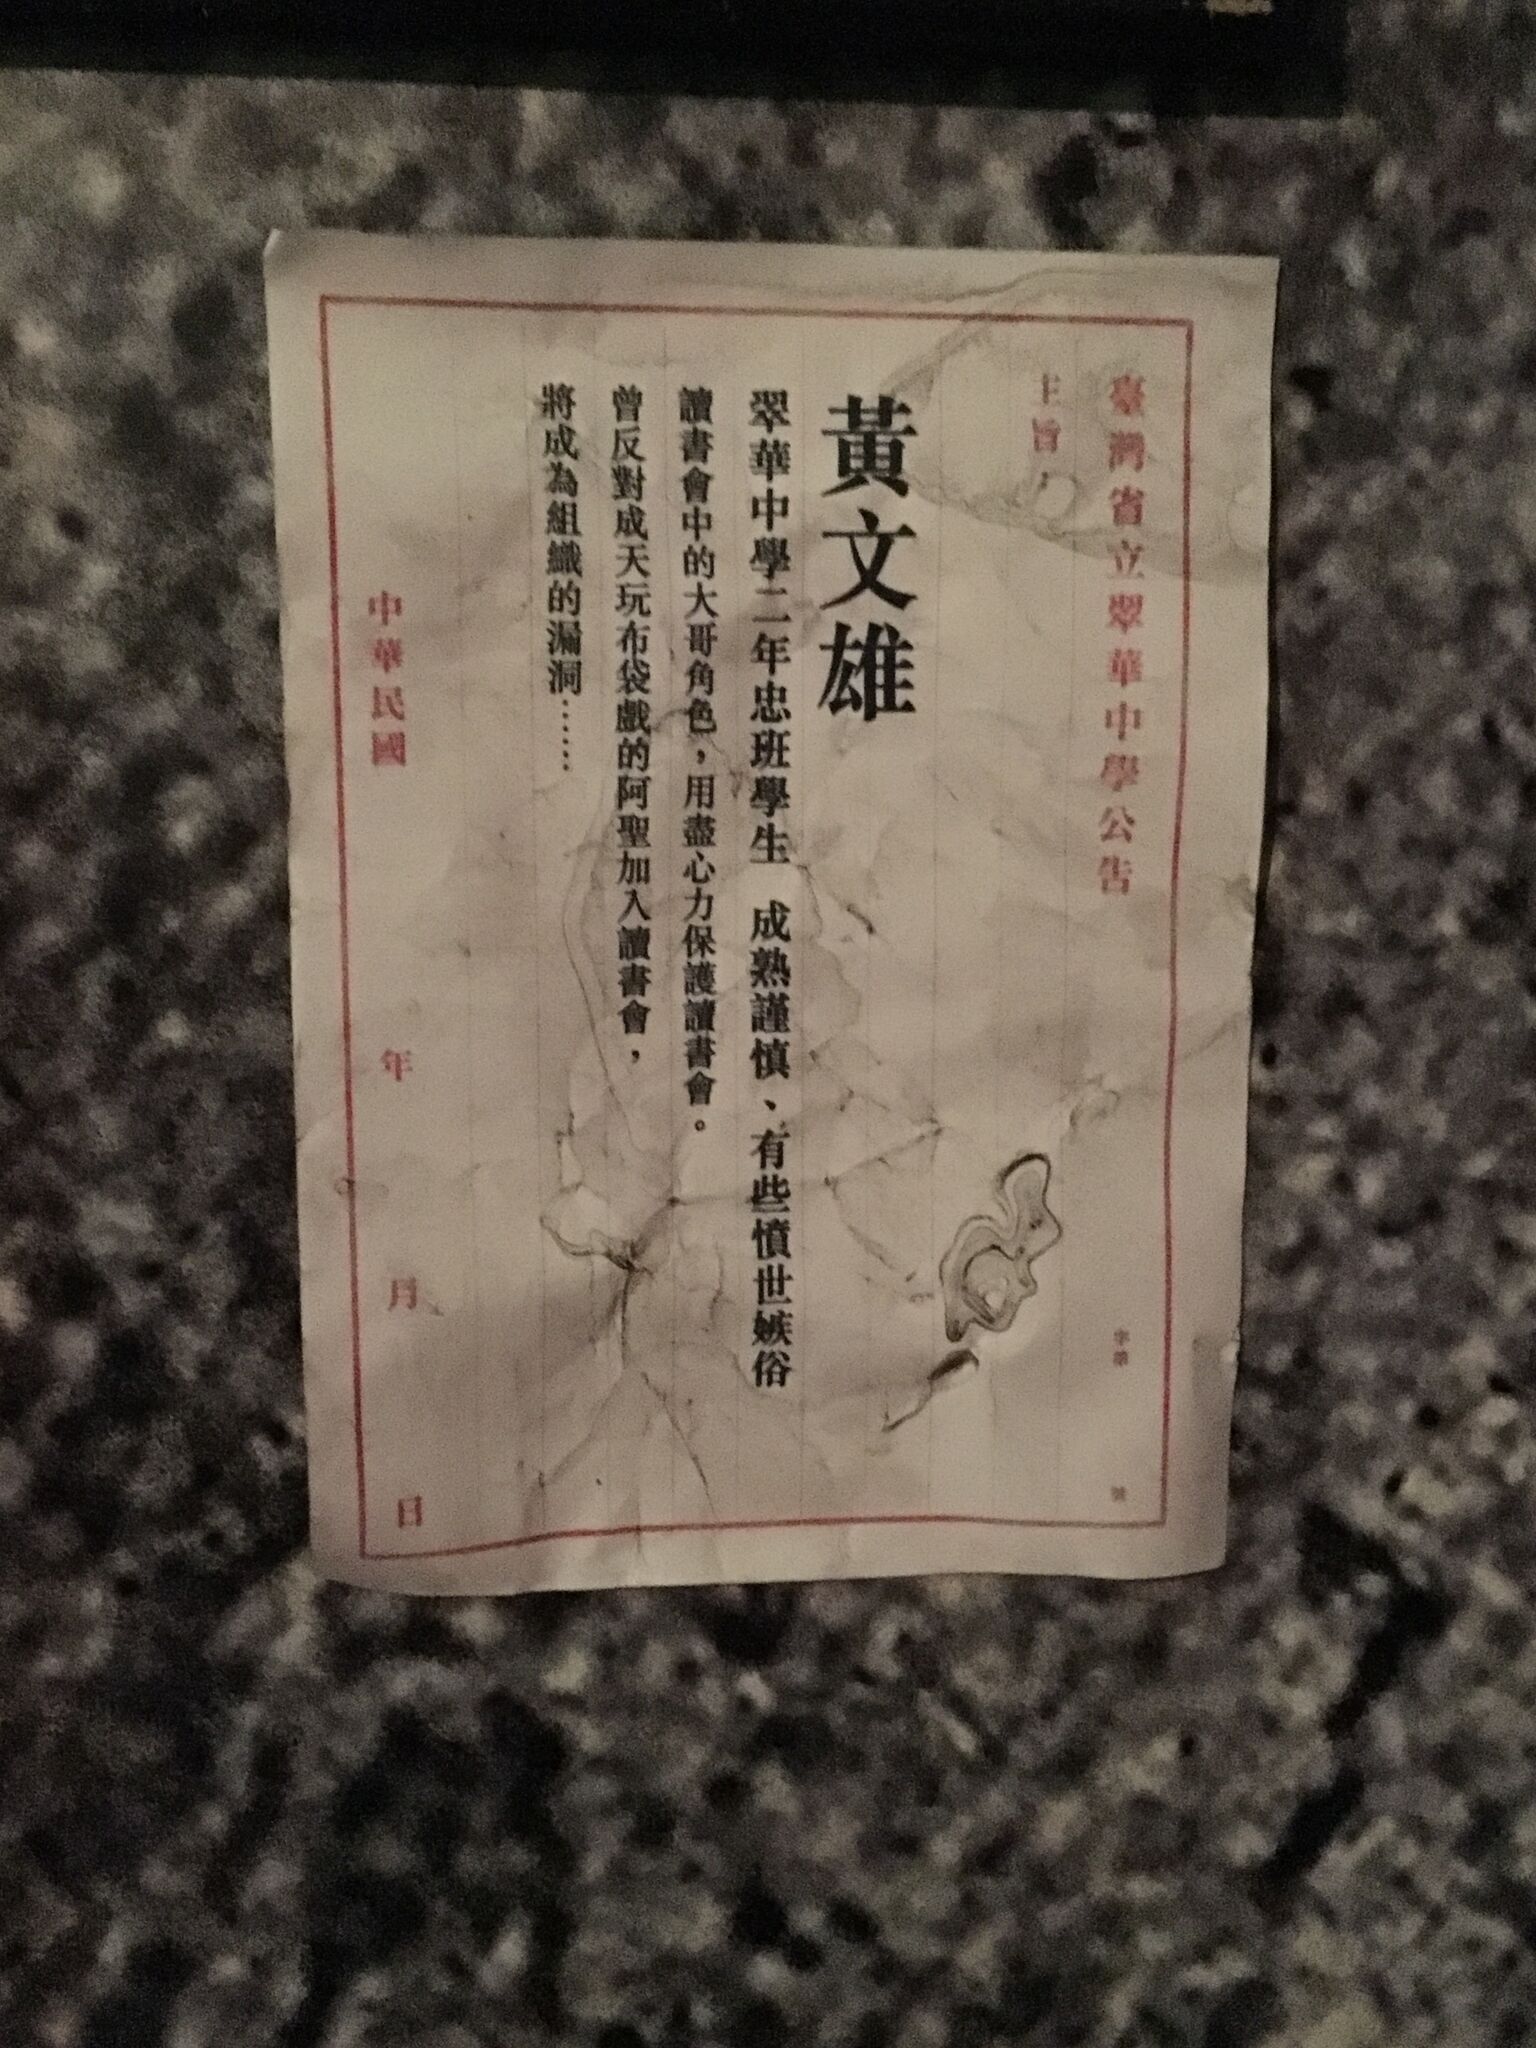 臺灣省立翠華中學公告
字第
號
主旨，
黃文雄
翠華中學二年忠班學生 成熟謹慎、有些憤世嫉俗
讀書會中的大哥角色，用盡心力保護讀書會。
曾反對成天玩布袋戲的阿聖加入讀書會，
將成為組織的漏洞⋯⋯
中華民國 年 月 日